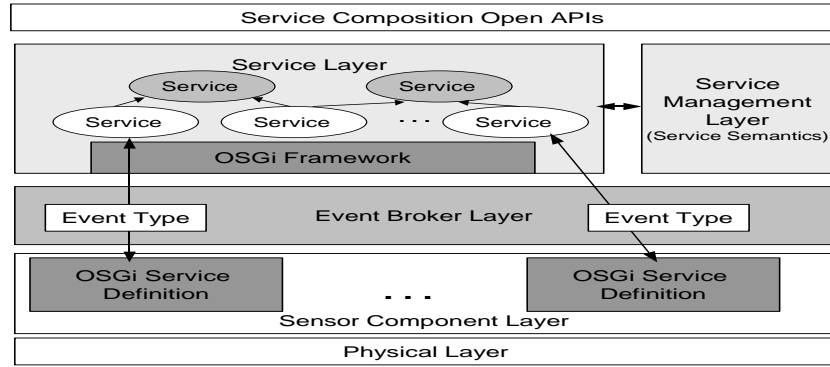 Service Composition Open APIs
Service Layer
Service
Service
Service
Service
. . .
Service
OSGi Framework
Service
Management
Layer
(Service Semantics)
Event Type
Event Broker Layer
Event Type
OSGi Service
Definition
. . .
OSGi Service
Definition
Sensor Component Layer
Physical Layer